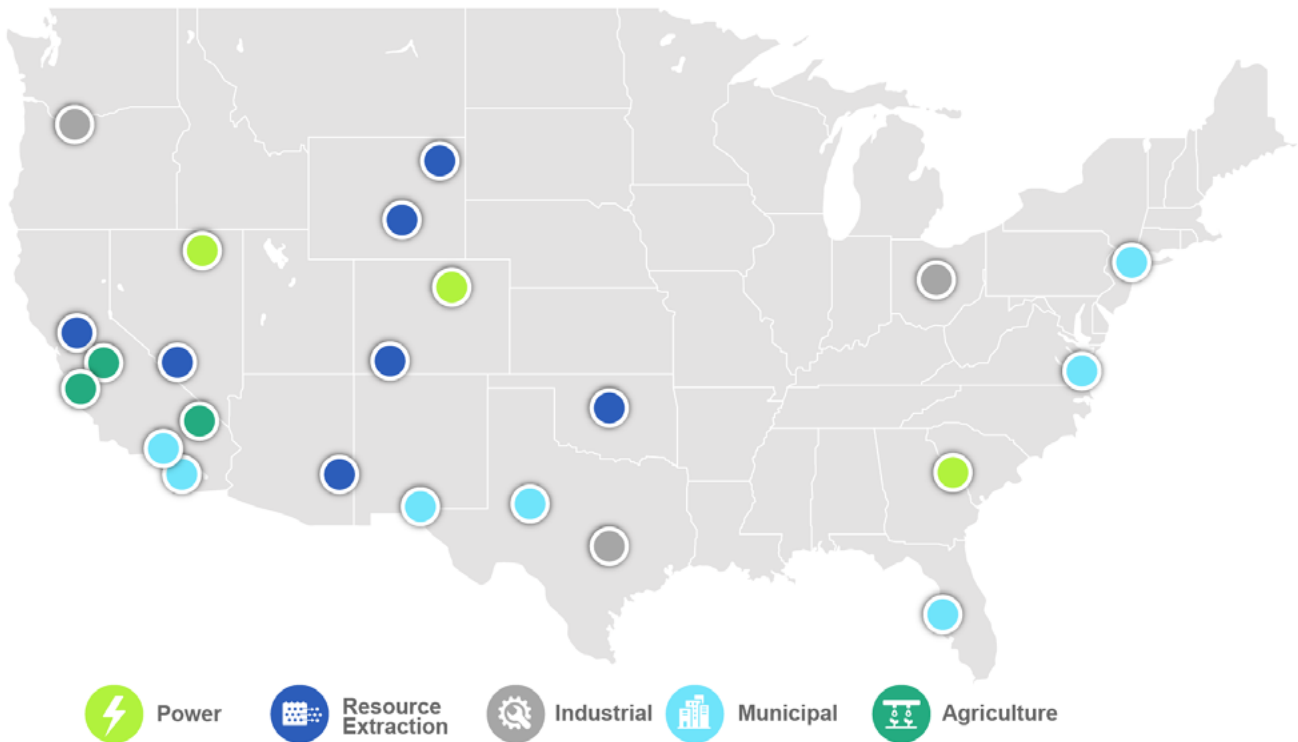 Power
Resource
Extraction
Industrial
Municipal
Agriculture